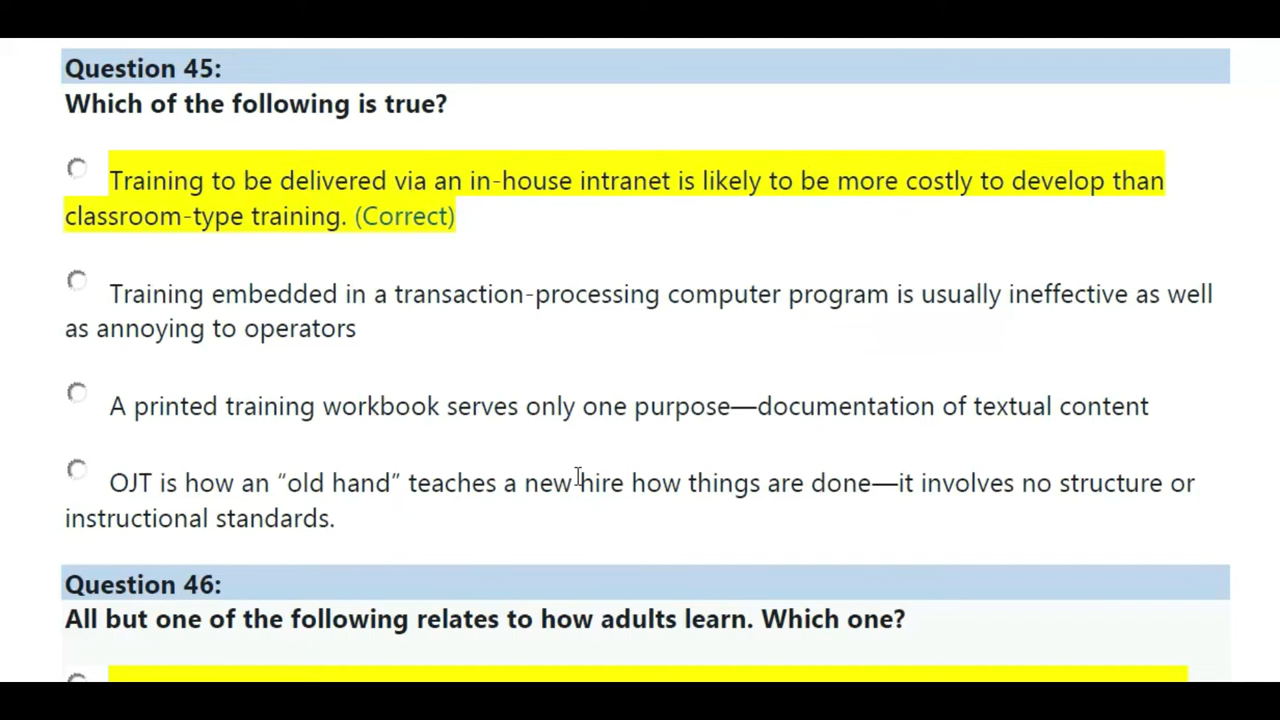 Question 45:
Which of the following is true?
Training to be delivered via an in-house intranet is likely to be more costly to develop than
classroom-type training. (Correct)
Training embedded in a transaction-processing computer program is usually ineffective as well
as annoying to operators
A printed training workbook serves only one purpose—documentation of textual content
OJT is how an “old hand” teaches a new hire how things are done—it involves no structure or
instructional standards.
Question 46:
All but one of the following relates to how adults learn. Which one?